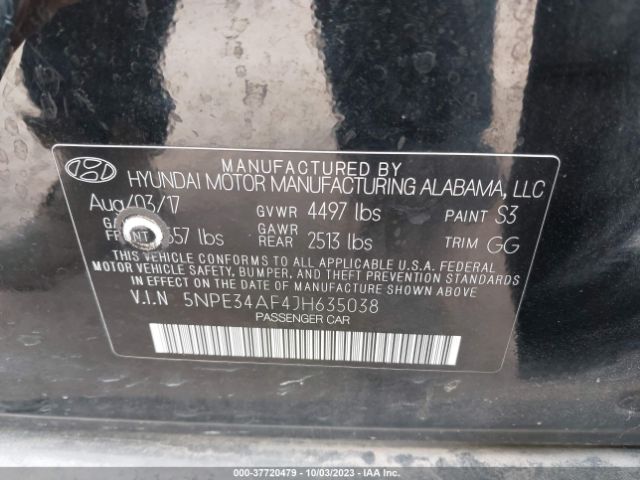 MANUFACTURED BY
HYUNDAI MOTOR MANUFACTURING ALABAMA, LLC
Aug/03/17 GVWR 4497 lbs PAINT S3
GAWR
FRONT lbs REAR 2513 lbs TRIM GG
THIS VEHICLE CONFORMS TO ALL APPLICABLE U.S.A. FEDERAL
MOTOR VEHICLE SAFETY, BUMPER, AND THEFT PREVENTION STANDARDS
IN EFFECT ON THE DATE OF MANUFACTURE SHOWN ABOVE.
V.I.N 5NPE34AF4JH635038
PASSENGER CAR
000-37720479 - 10/03/2023 - IAA Inc.